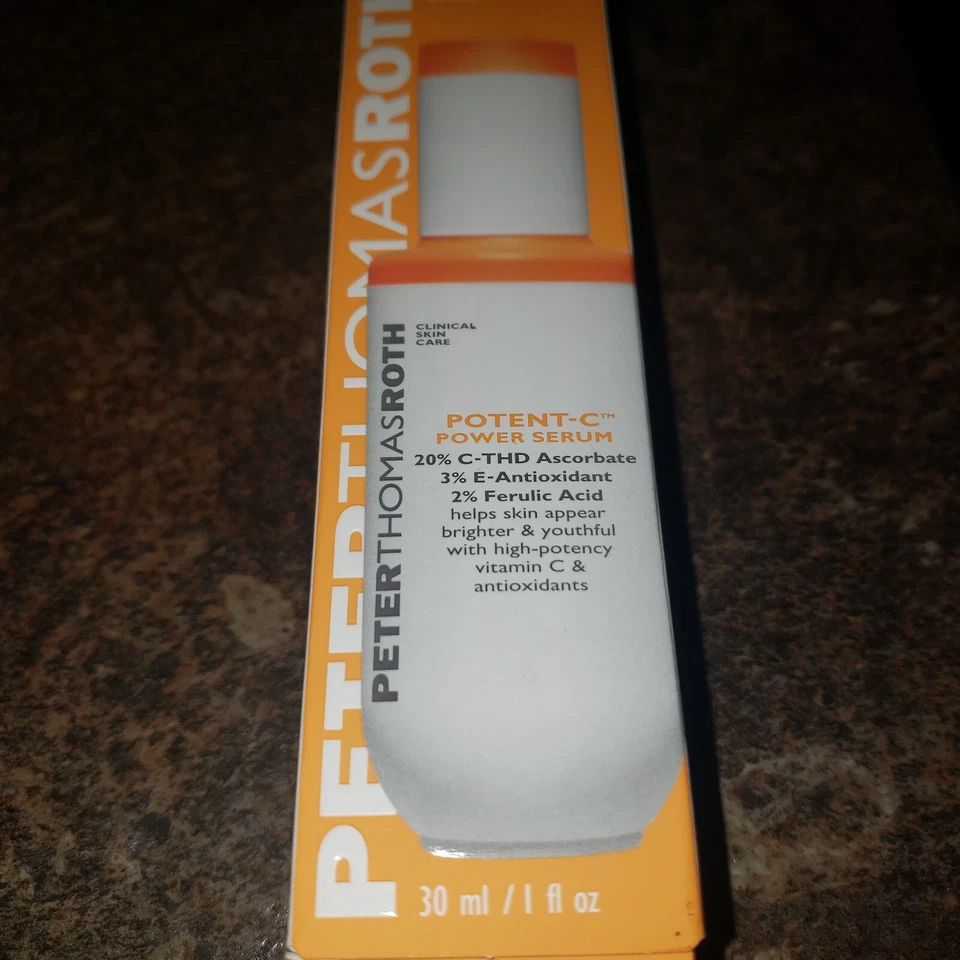 PETERTHOMASROTH
PETERTHOMASROTH
CLINICAL
SKIN
CARE
POTENT-C™
POWER SERUM
20% C-THD Ascorbate
3% E-Antioxidant
2% Ferulic Acid
helps skin appear
brighter & youthful
with high-potency
vitamin C &
antioxidants
30 ml / 1 fl oz